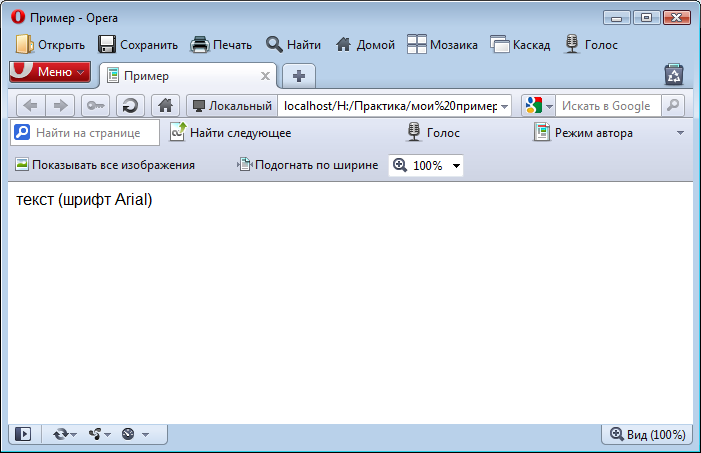 Пример - Opera
Открыть Сохранить Печать Найти Домой Мозаика Каскад Голос
Меню Пример
Локальный localhost/H:/Практика/мои%20пример Искать в Google
Найти на странице Найти следующее Голос Режим автора
Показывать все изображения Подогнать по ширине 100%
текст (шрифт Arial)
Вид (100%)